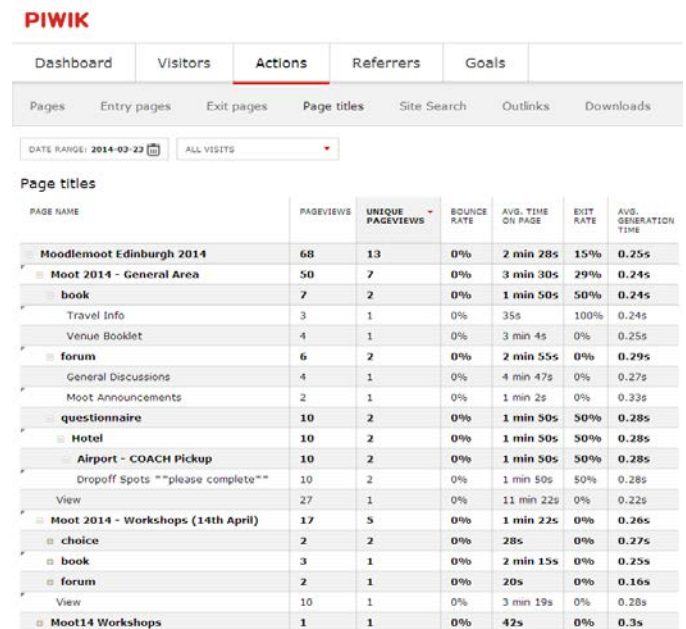 PIWIK
Dashboard Visitors Actions Referrers Goals
Pages Entry pages Exit pages Page titles Site Search Outlinks Downloads
DATE RANGE: 2014-03-23 ALL VISITS
Page titles
PAGE NAME PAGEVIEWS UNIQUE PAGEVIEWS BOUNCE RATE AVG. TIME ON PAGE EXIT RATE AVG. GENERATION TIME
Moodlemoot Edinburgh 2014 68 13 0% 2 min 28s 15% 0.25s
Moot 2014 - General Area 50 7 0% 3 min 30s 29% 0.24s
book 7 2 0% 1 min 50s 50% 0.24s
Travel Info 3 1 0% 35s 100% 0.24s
Venue Booklet 4 1 0% 3 min 4s 0% 0.25s
forum 6 2 0% 2 min 55s 0% 0.29s
General Discussions 4 1 0% 4 min 47s 0% 0.27s
Moot Announcements 2 1 0% 1 min 2s 0% 0.33s
questionnaire 10 2 0% 1 min 50s 50% 0.28s
Hotel 10 2 0% 1 min 50s 50% 0.28s
Airport - COACH Pickup 10 2 0% 1 min 50s 50% 0.28s
Dropoff Spots **please complete** 10 2 0% 1 min 50s 50% 0.28s
View 27 1 0% 11 min 22s 0% 0.22s
Moot 2014 - Workshops (14th April) 17 5 0% 1 min 22s 0% 0.26s
choice 2 2 0% 28s 0% 0.27s
book 3 1 0% 2 min 15s 0% 0.25s
forum 2 1 0% 20s 0% 0.16s
View 10 1 0% 3 min 19s 0% 0.28s
Moot14 Workshops 1 1 0% 42s 0% 0.3s